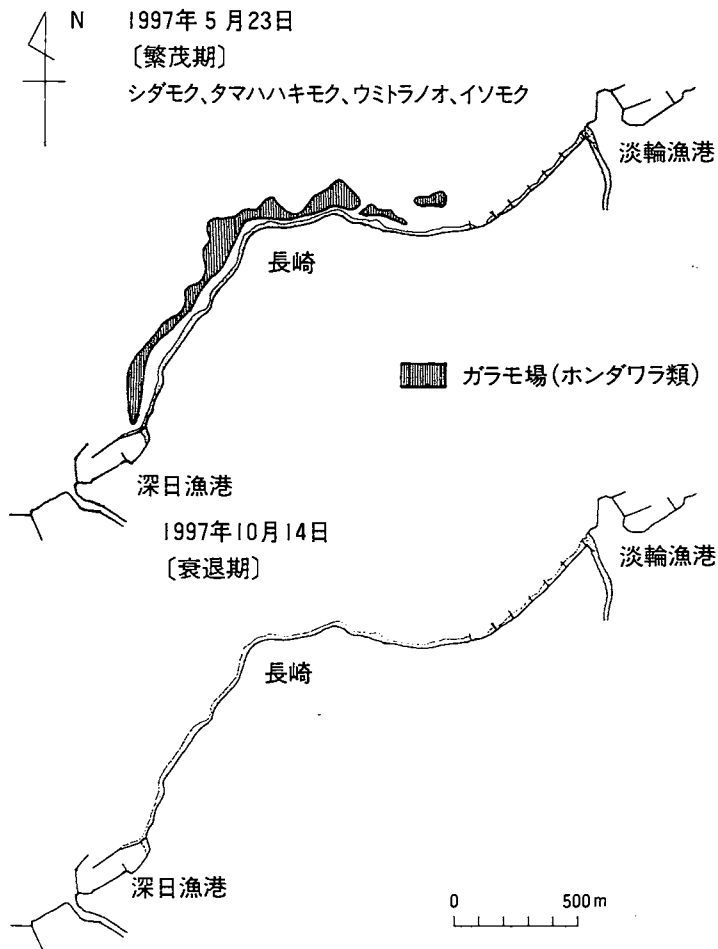 N
1997年5月23日
〔繁茂期〕
シダモク、タマハハキモク、ウミトラノオ、イソモク
淡輪漁港
長崎
ガラモ場(ホンダワラ類)
深日漁港
1997年10月14日
〔衰退期〕
淡輪漁港
長崎
深日漁港
0 500m